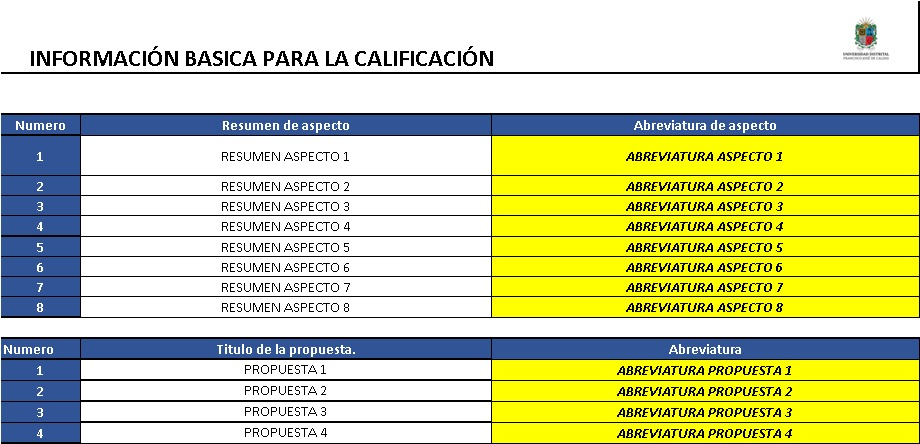 UNIVERSIDAD DISTRITAL
FRANCISCO JOSÉ DE CALDAS
INFORMACIÓN BASICA PARA LA CALIFICACIÓN
Numero Resumen de aspecto Abreviatura de aspecto
1 RESUMEN ASPECTO 1 ABREVIATURA ASPECTO 1
2 RESUMEN ASPECTO 2 ABREVIATURA ASPECTO 2
3 RESUMEN ASPECTO 3 ABREVIATURA ASPECTO 3
4 RESUMEN ASPECTO 4 ABREVIATURA ASPECTO 4
5 RESUMEN ASPECTO 5 ABREVIATURA ASPECTO 5
6 RESUMEN ASPECTO 6 ABREVIATURA ASPECTO 6
7 RESUMEN ASPECTO 7 ABREVIATURA ASPECTO 7
8 RESUMEN ASPECTO 8 ABREVIATURA ASPECTO 8
Numero Titulo de la propuesta. Abreviatura
1 PROPUESTA 1 ABREVIATURA PROPUESTA 1
2 PROPUESTA 2 ABREVIATURA PROPUESTA 2
3 PROPUESTA 3 ABREVIATURA PROPUESTA 3
4 PROPUESTA 4 ABREVIATURA PROPUESTA 4